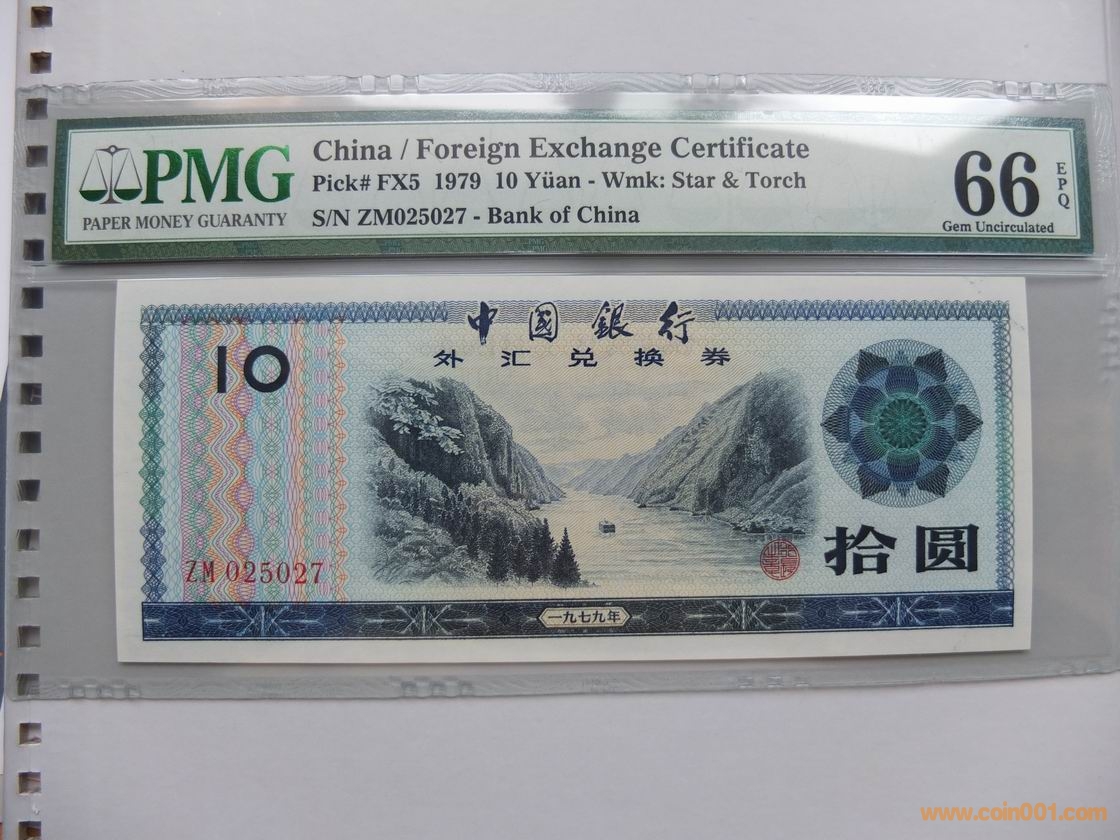 PMG
PAPER MONEY GUARANTY
China / Foreign Exchange Certificate
Pick# FX5 1979 10 Yüan - Wmk: Star & Torch
S/N ZM025027 - Bank of China
66
EPQ
Gem Uncirculated
中國銀行
外汇兑换券
10
拾圆
ZM 025027
一九七九年
www.coin001.com